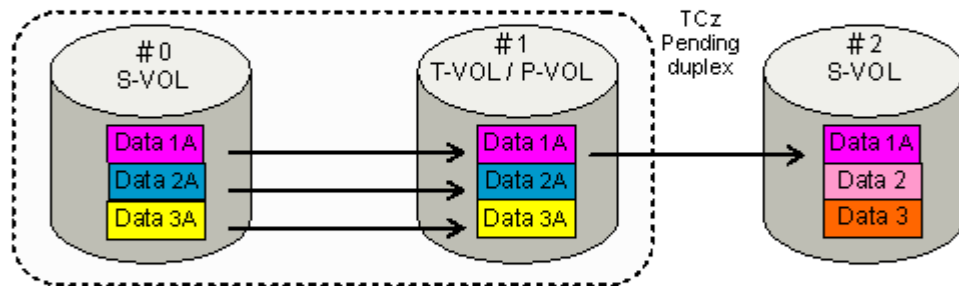 #0
S-VOL
#1
T-VOL / P-VOL
TCz
Pending
duplex
#2
S-VOL
Data 1A
Data 2A
Data 3A
Data 1A
Data 2A
Data 3A
Data 1A
Data 2
Data 3